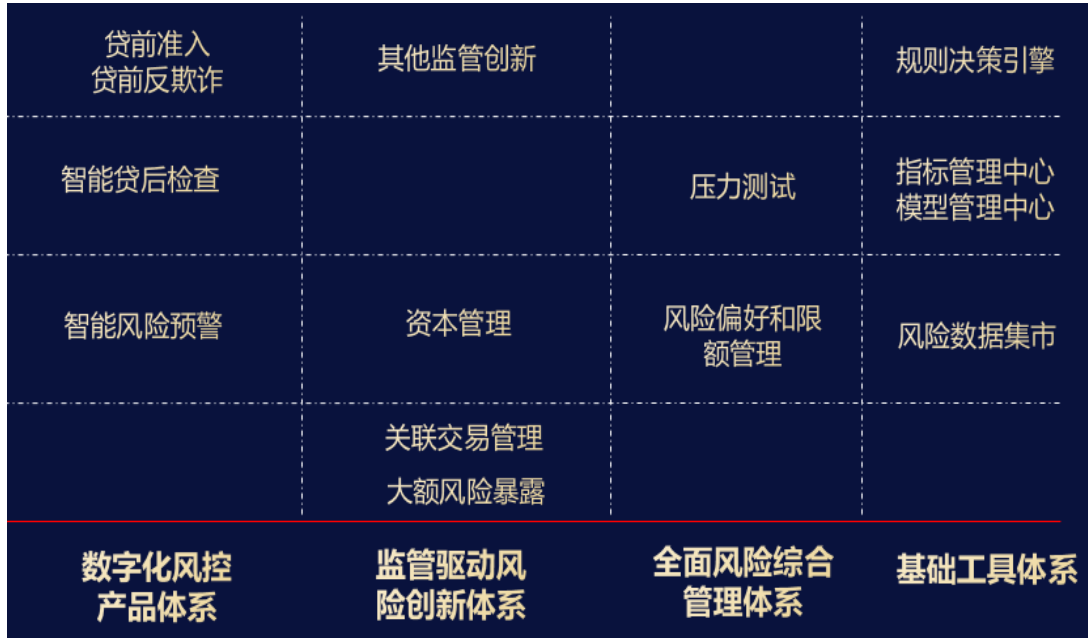 贷前准入
贷前反欺诈
其他监管创新
规则决策引擎
智能贷后检查
压力测试
指标管理中心
模型管理中心
智能风险预警
资本管理
风险偏好和限
额管理
风险数据集市
关联交易管理
大额风险暴露
数字化风控
产品体系
监管驱动风
险创新体系
全面风险综合
管理体系
基础工具体系